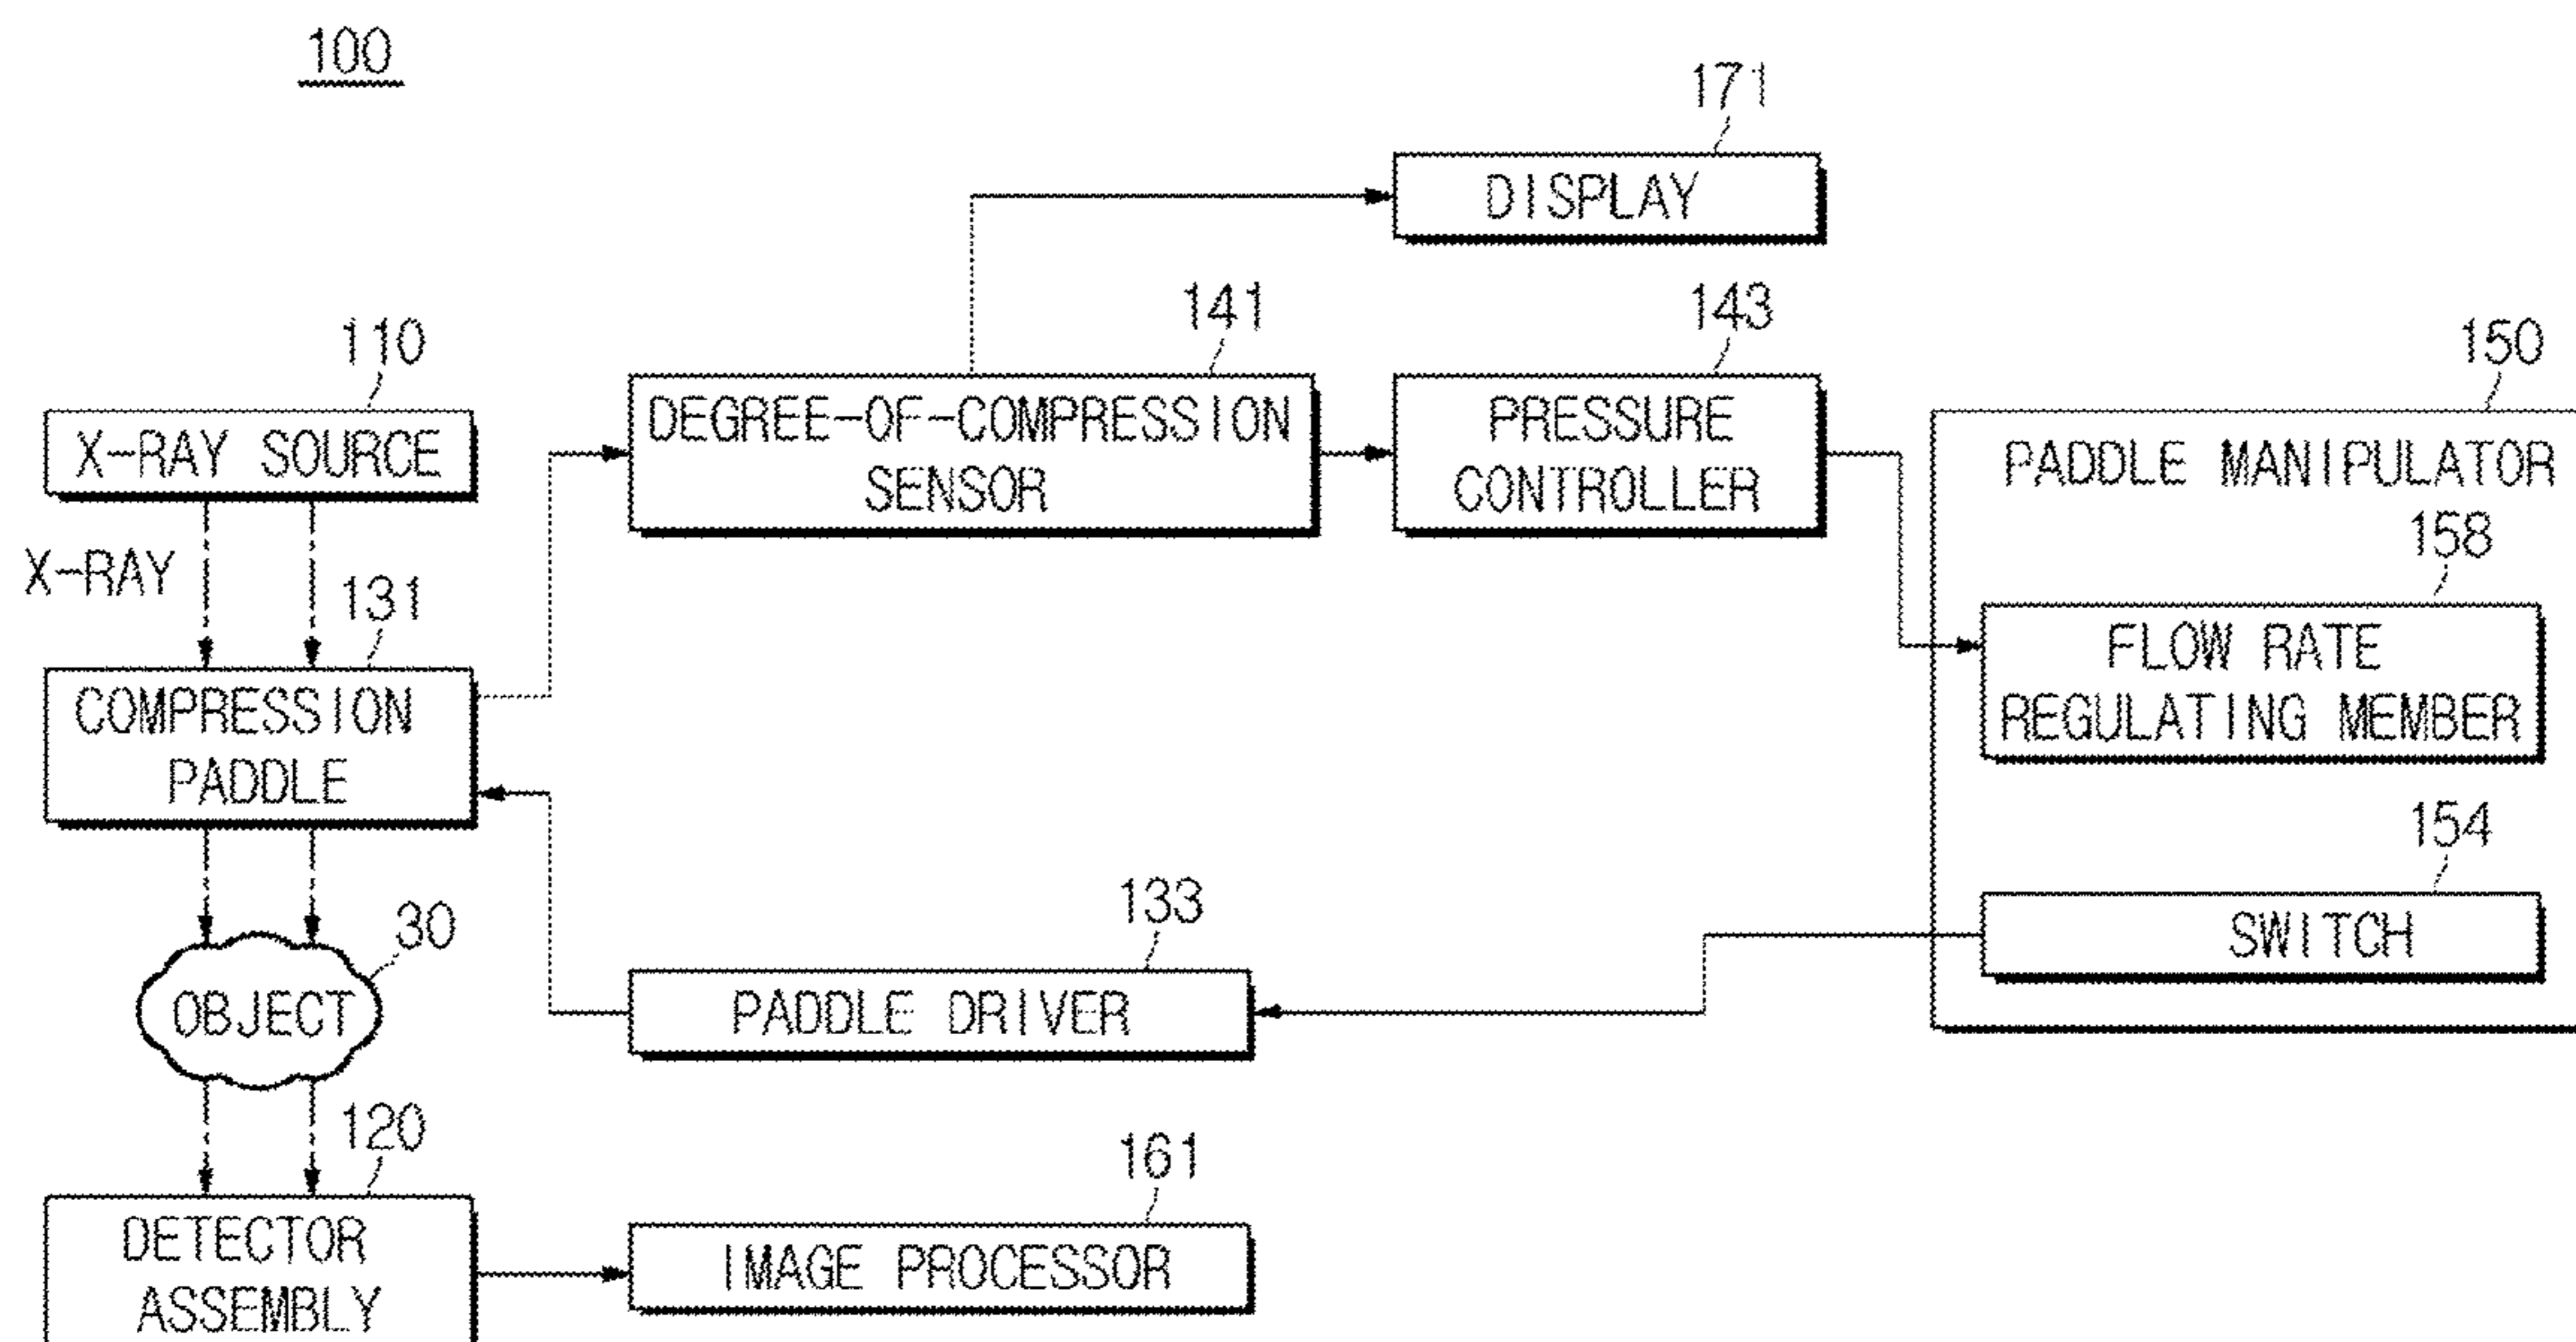 100
171
DISPLAY
141
143
110
150
DEGREE-OF-COMPRESSION
SENSOR
PRESSURE
CONTROLLER
X-RAY SOURCE
PADDLE MANIPULATOR
X-RAY
131
158
COMPRESSION
PADDLE
FLOW RATE
REGULATING MEMBER
154
SWITCH
30
OBJECT
133
PADDLE DRIVER
120
DETECTOR
ASSEMBLY
161
IMAGE PROCESSOR